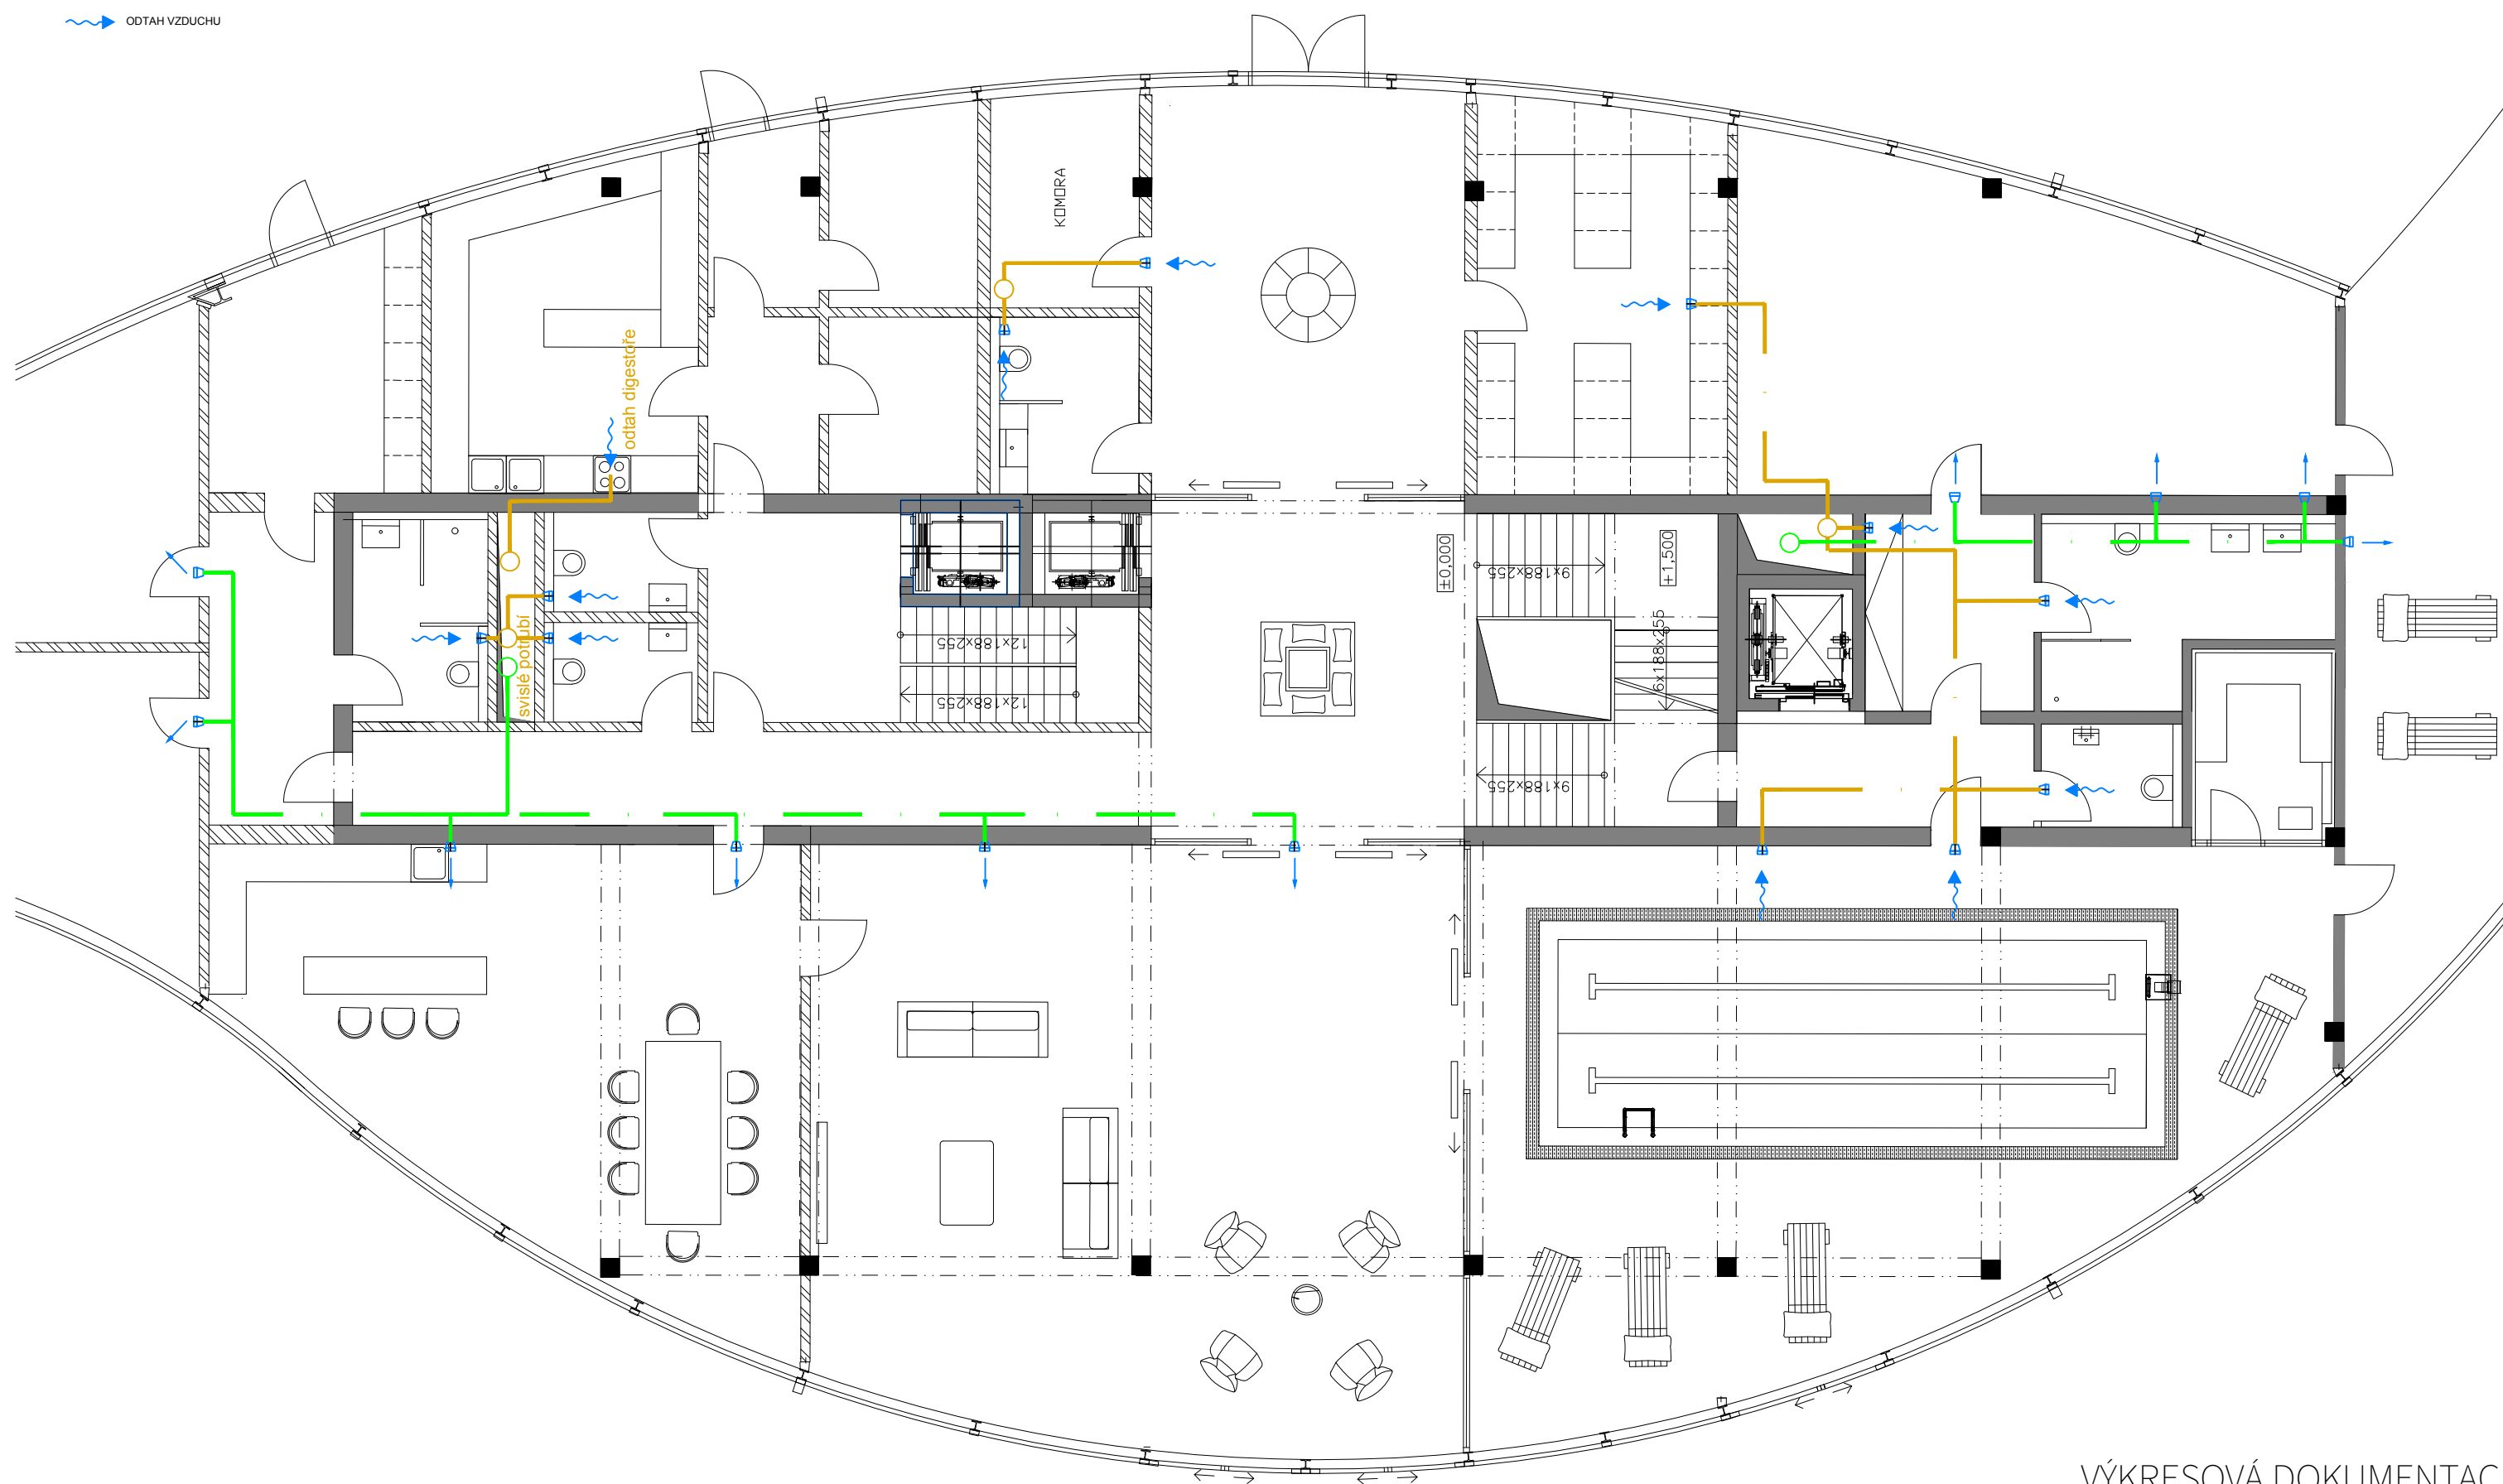 ODTAH VZDUCHU
KOMORA
odtah digestoře
±0,000
9x188x255
+1,500
6x188x255
svislé potrubí
12x188x255
12x188x255
9x188x255
VÝKRESOVÁ DOKUMENTAC